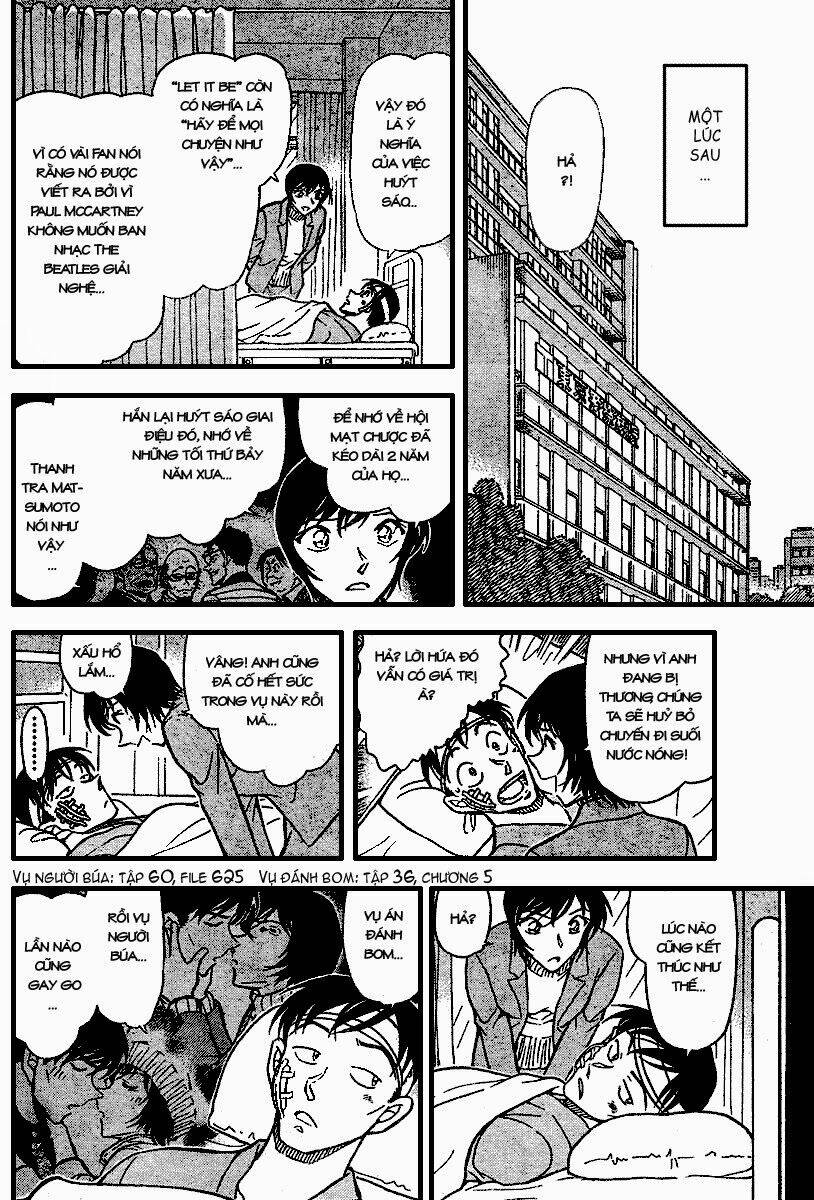 MỘT
LÚC
SAU
...
HẢ
?!
VẬY ĐÓ
LÀ Ý
NGHĨA
CỦA VIỆC
HUÝT
SÁO...
"LET IT BE" CÒN
CÓ NGHĨA LÀ
"HÃY ĐỂ MỌI
CHUYỆN NHƯ
VẬY"...
VÌ CÓ VÀI FAN NÓI
RẰNG NÓ ĐƯỢC
VIẾT RA BỞI VÌ
PAUL MCCARTNEY
KHÔNG MUỐN BAN
NHẠC THE
BEATLES GIẢI
NGHỆ...
ĐỂ NHỚ VỀ HỘI
MẠT CHƯỢC ĐÃ
KÉO DÀI 2 NĂM
CỦA HỌ...
HẮN LẠI HUÝT SÁO GIAI
ĐIỆU ĐÓ, NHỚ VỀ
NHỮNG TỐI THỨ BẢY
NĂM XƯA...
THANH
TRA MAT-
SUMOTO
NÓI NHƯ
VẬY
...
NHƯNG VÌ ANH
ĐANG BỊ
THƯƠNG, CHÚNG
TA SẼ HUỶ BỎ
CHUYẾN ĐI SUỐI
NƯỚC NÓNG!
HẢ? LỜI HỨA ĐÓ
VẪN CÓ GIÁ TRỊ
À?
VÂNG! ANH CŨNG
ĐÃ CỐ HẾT SỨC
TRONG VỤ NÀY RỒI
MÀ...
XẤU HỔ
LẮM...
......
VỤ NGƯỜI BÚA: TẬP 60, FILE 625 VỤ ĐÁNH BOM: TẬP 36, CHƯƠNG 5
LÚC NÀO
CŨNG KẾT
THÚC NHƯ
THẾ...
HẢ?
VỤ ÁN
ĐÁNH
BOM...
RỒI VỤ
NGƯỜI
BÚA...
LẦN NÀO
CŨNG
GAY GO
...